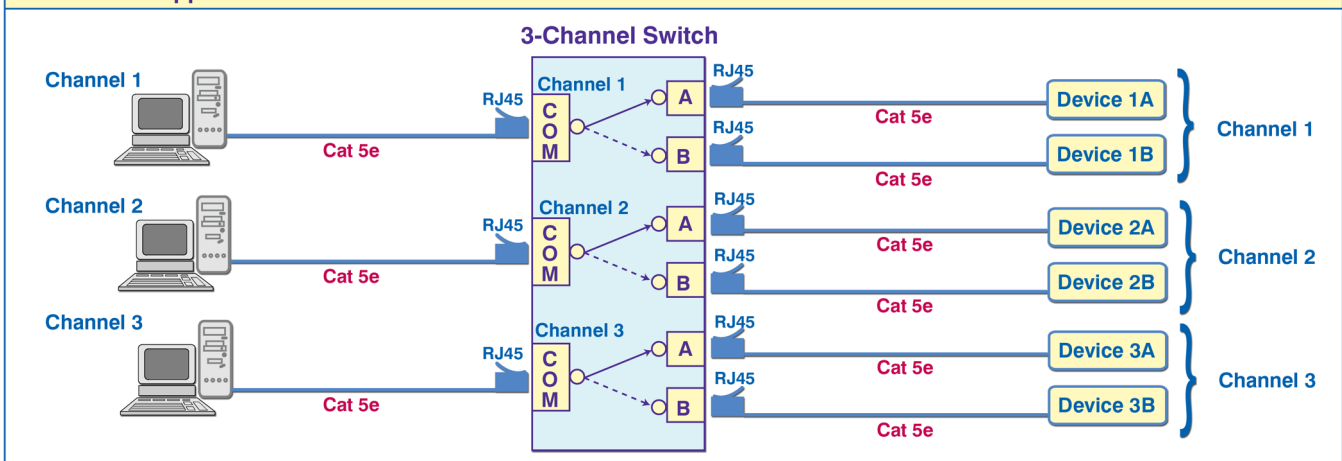 3-Channel Switch
Channel 1
RJ45
Cat 5e
Channel 1
COM
A
B
RJ45
Cat 5e
Device 1A
RJ45
Cat 5e
Device 1B
Channel 1
Channel 2
RJ45
Cat 5e
Channel 2
COM
A
B
RJ45
Cat 5e
Device 2A
RJ45
Cat 5e
Device 2B
Channel 2
Channel 3
RJ45
Cat 5e
Channel 3
COM
A
B
RJ45
Cat 5e
Device 3A
RJ45
Cat 5e
Device 3B
Channel 3